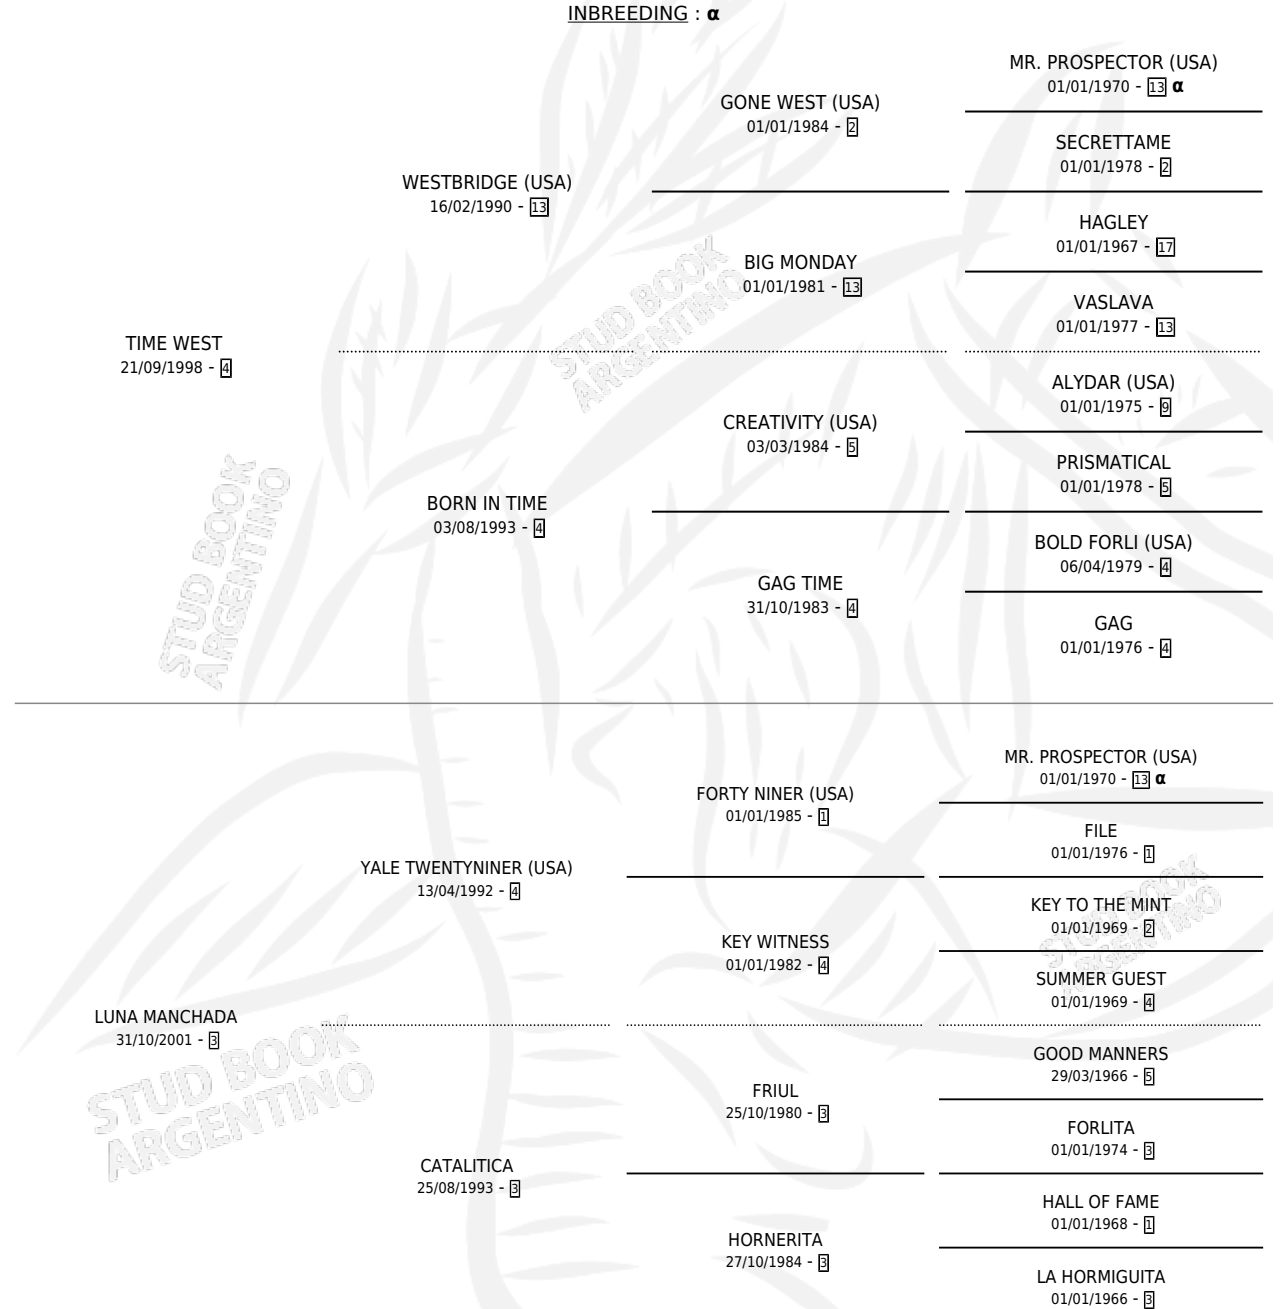 INBREEDING : α
MR. PROSPECTOR (USA)
01/01/1970 - 13 α
GONE WEST (USA)
01/01/1984 - 2
SECRETTAME
01/01/1978 - 2
WESTBRIDGE (USA)
16/02/1990 - 13
HAGLEY
01/01/1967 - 17
BIG MONDAY
01/01/1981 - 13
VASLAVA
01/01/1977 - 13
TIME WEST
21/09/1998 - 4
ALYDAR (USA)
01/01/1975 - 9
CREATIVITY (USA)
03/03/1984 - 5
PRISMATICAL
01/01/1978 - 5
BORN IN TIME
03/08/1993 - 4
BOLD FORLI (USA)
06/04/1979 - 4
GAG TIME
31/10/1983 - 4
GAG
01/01/1976 - 4
MR. PROSPECTOR (USA)
01/01/1970 - 13 α
FORTY NINER (USA)
01/01/1985 - 1
FILE
01/01/1976 - 1
YALE TWENTYNINER (USA)
13/04/1992 - 4
KEY TO THE MINT
01/01/1969 - 2
KEY WITNESS
01/01/1982 - 4
SUMMER GUEST
01/01/1969 - 4
LUNA MANCHADA
31/10/2001 - 3
GOOD MANNERS
29/03/1966 - 5
FRIUL
25/10/1980 - 3
FORLITA
01/01/1974 - 3
CATALITICA
25/08/1993 - 3
HALL OF FAME
01/01/1968 - 1
HORNERITA
27/10/1984 - 3
LA HORMIGUITA
01/01/1966 - 3
STUD BOOK
ARGENTINO
STUD BOOK
ARGENTINO
STUD BOOK
ARGENTINO
STUD BOOK
ARGENTINO